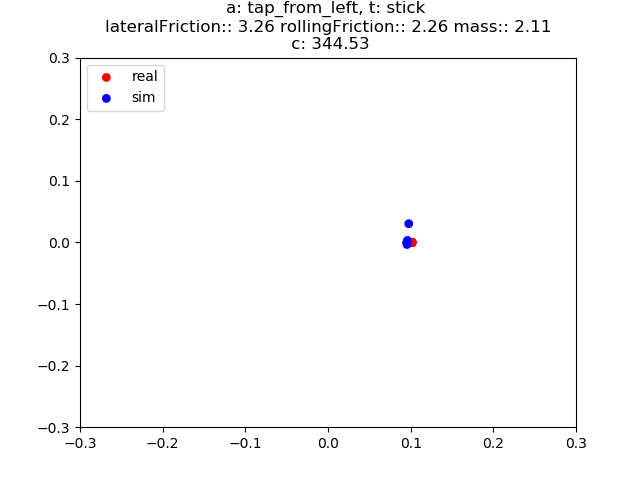 a: tap_from_left, t: stick
lateralFriction:: 3.26 rollingFriction:: 2.26 mass:: 2.11
c: 344.53
real
sim
0.3
0.2
0.1
0.0
−0.1
−0.2
−0.3
−0.3 −0.2 −0.1 0.0 0.1 0.2 0.3